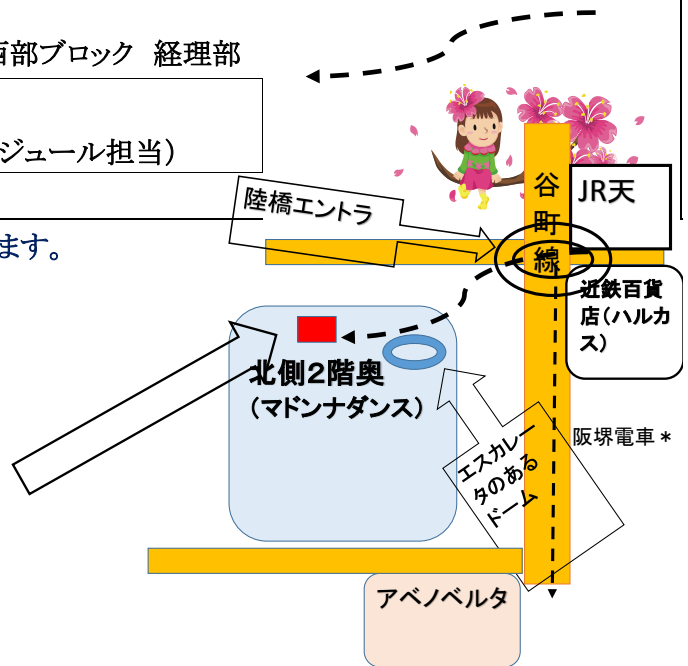 西部ブロック 経理部
ジュール担当）
ます。
陸橋エントラ
谷
町
線
JR天
近鉄百貨
店（ハルカ
ス）
北側２階奥
（マドンナダンス）
エスカレー
タのある
ドーム
阪堺電車＊
アベノベルタ